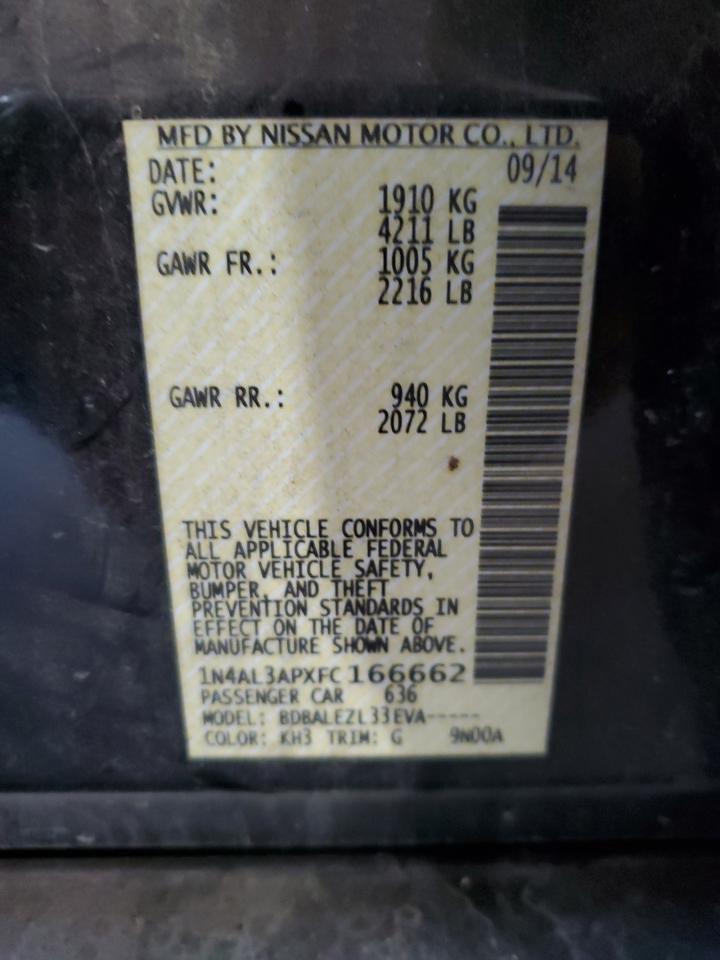 MFD BY NISSAN MOTOR CO., LTD.
DATE: 09/14
GVWR: 1910 KG
4211 LB
GAWR FR.: 1005 KG
2216 LB
GAWR RR.: 940 KG
2072 LB
THIS VEHICLE CONFORMS TO
ALL APPLICABLE FEDERAL
MOTOR VEHICLE SAFETY,
BUMPER, AND THEFT
PREVENTION STANDARDS IN
EFFECT ON THE DATE OF
MANUFACTURE SHOWN ABOVE.
1N4AL3APXFC166662
PASSENGER CAR 636
MODEL: BDBALEZL33EVA-----
COLOR: KH3 TRIM: G 9N00A